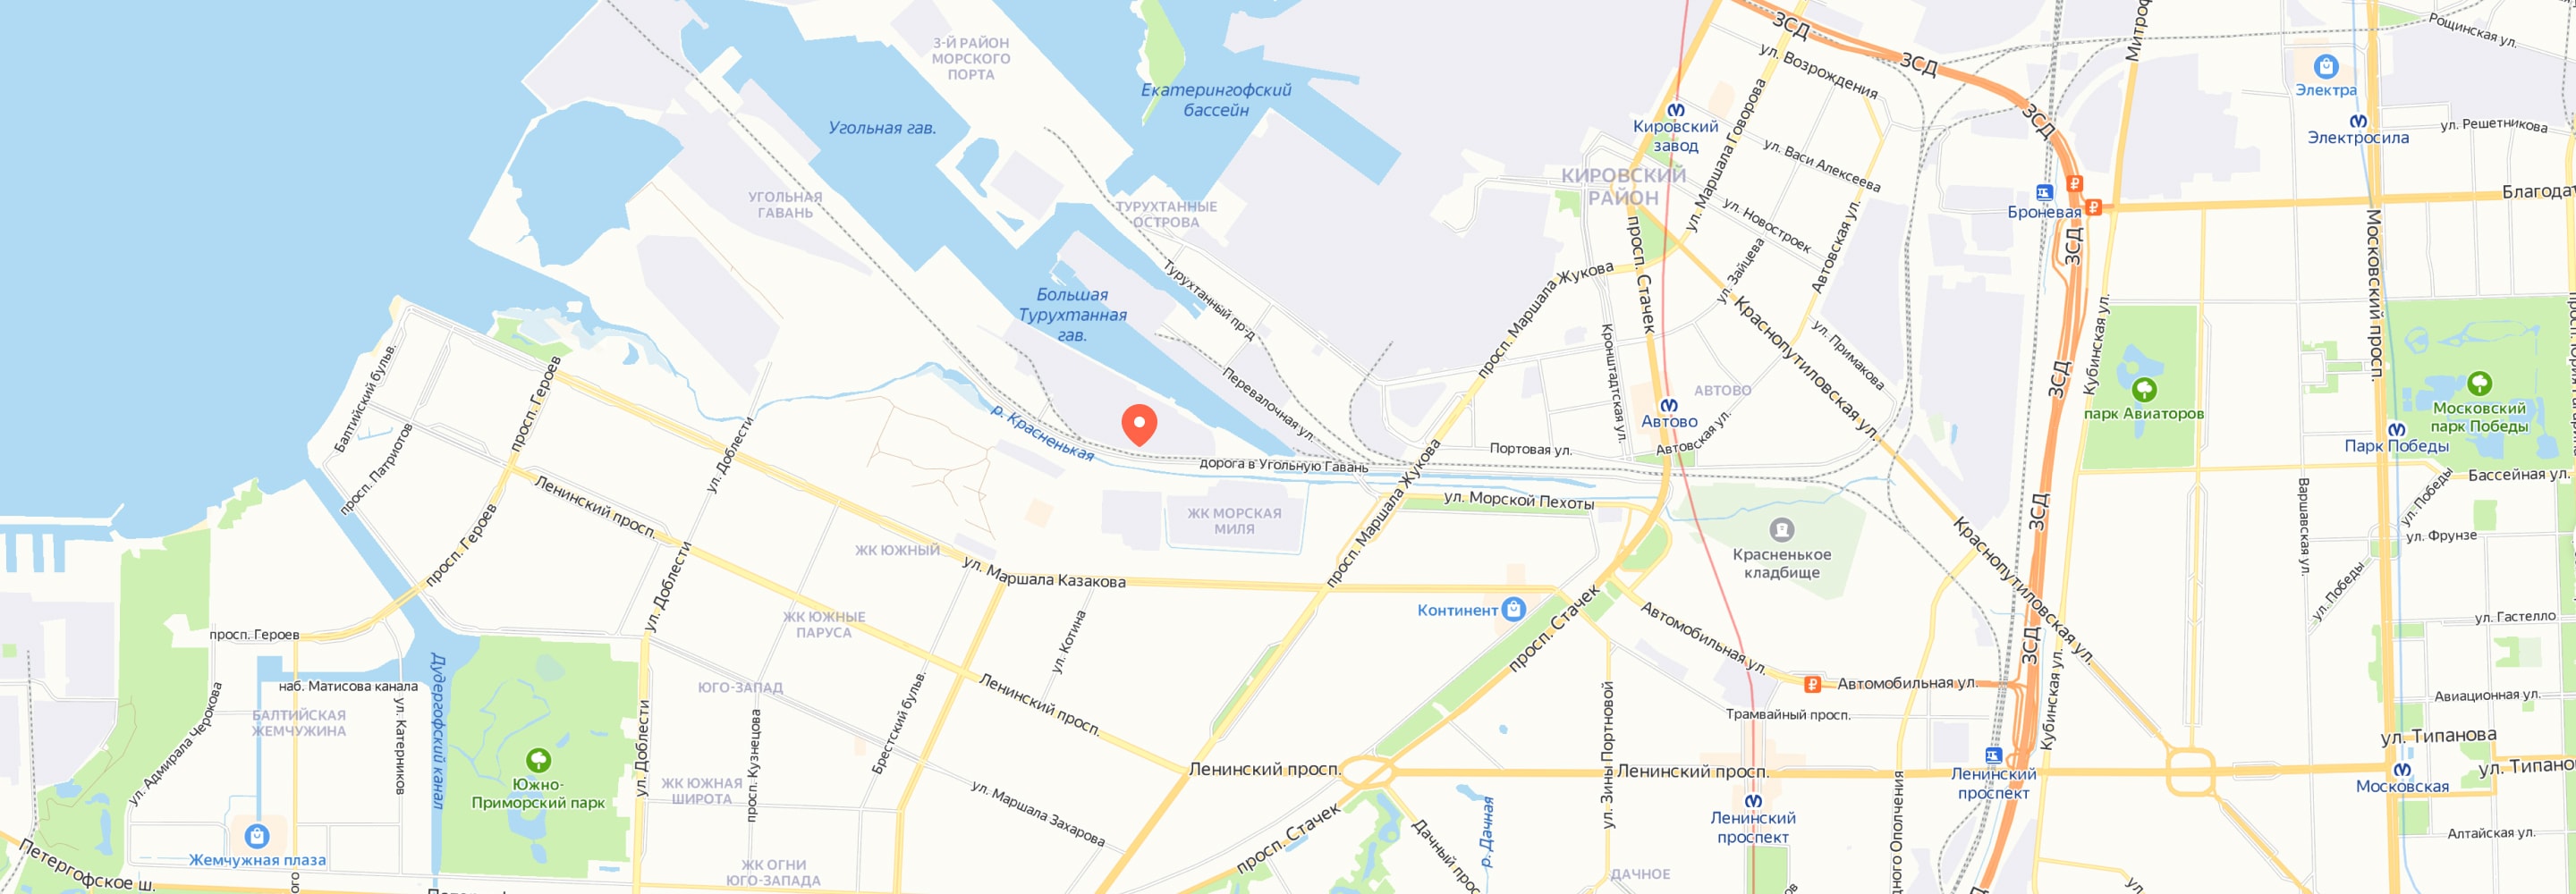 3-Й РАЙОН
МОРСКОГО
ПОРТА
Екатерингофский
бассейн
Угольная гав.
УГОЛЬНАЯ
ГАВАНЬ
ТУРУХТАННЫЕ
ОСТРОВА
Большая
Турухтанная
гав.
Турухтанный пр-д
Перевалочная ул.
р. Красненькая
дорога в Угольную Гавань
ЗСД
ЗСД
ЗСД
ЗСД
ЗСД
ЗСД
ЗСД
ул. Возрождения
Кировский
завод
ул. Маршала Говорова
ул. Васи Алексеева
КИРОВСКИЙ
РАЙОН
ул. Новостроек
ул. Зайцева
Автовская ул.
просп. Стачек
просп. Маршала Жукова
Кронштадтская ул.
Краснопутиловская ул.
ул. Примакова
АВТОВО
Автово
Автовская ул.
Портовая ул.
ул. Морской Пехоты
просп. Маршала Жукова
Красненькое
кладбище
Рощинская ул.
Электра
Электросила
ул. Решетникова
Броневая
Московский просп.
Кубинская ул.
парк Авиаторов
Московский
парк Победы
Парк Победы
Бассейная ул.
ул. Победы
ул. Фрунзе
Варшавская ул.
ул. Победы
ул. Гастелло
Авиационная ул.
ул. Типанова
Московская
Алтайская ул.
Краснопутиловская ул.
Кубинская ул.
Балтийский бульв.
просп. Героев
просп. Патриотов
Ленинский просп.
просп. Героев
ул. Доблести
ул. Доблести
ул. Доблести
ЖК МОРСКАЯ
МИЛЯ
ЖК ЮЖНЫЙ
ул. Маршала Казакова
ЖК ЮЖНЫЕ
ПАРУСА
ул. Котина
Континент
просп. Стачек
Автомобильная ул.
Автомобильная ул.
Трамвайный просп.
просп. Героев
наб. Матисова канала
Дудергофский канал
ул. Катерников
БАЛТИЙСКАЯ
ЖЕМЧУЖИНА
ул. Адмирала Черокова
Южно-
Приморский парк
Жемчужная плаза
Петергофское ш.
ЮГО-ЗАПАД
просп. Кузнецова
ЖК ЮЖНАЯ
ШИРОТА
ЖК ОГНИ
ЮГО-ЗАПАДА
Брестский бульв.
Ленинский просп.
ул. Маршала Захарова
Ленинский просп.
Ленинский просп.
просп. Стачек
Дачный
р. Дачная
ул. Зины Портновой
ДАЧНОЕ
Ленинский
проспект
Ленинский
проспект